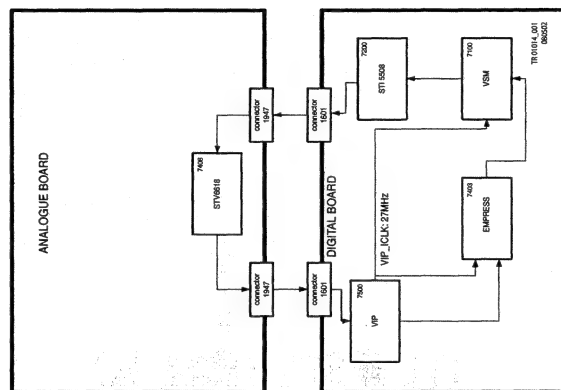 ANALOGUE BOARD
7408
STV6618
connector
1947
connector
1947
connector
1601
connector
1601
DIGITAL BOARD
7500
VIP
VIP_ICLK: 27MHz
7403
EMPRESS
7200
STI 5508
7100
VSM
TR 01014_001
080502